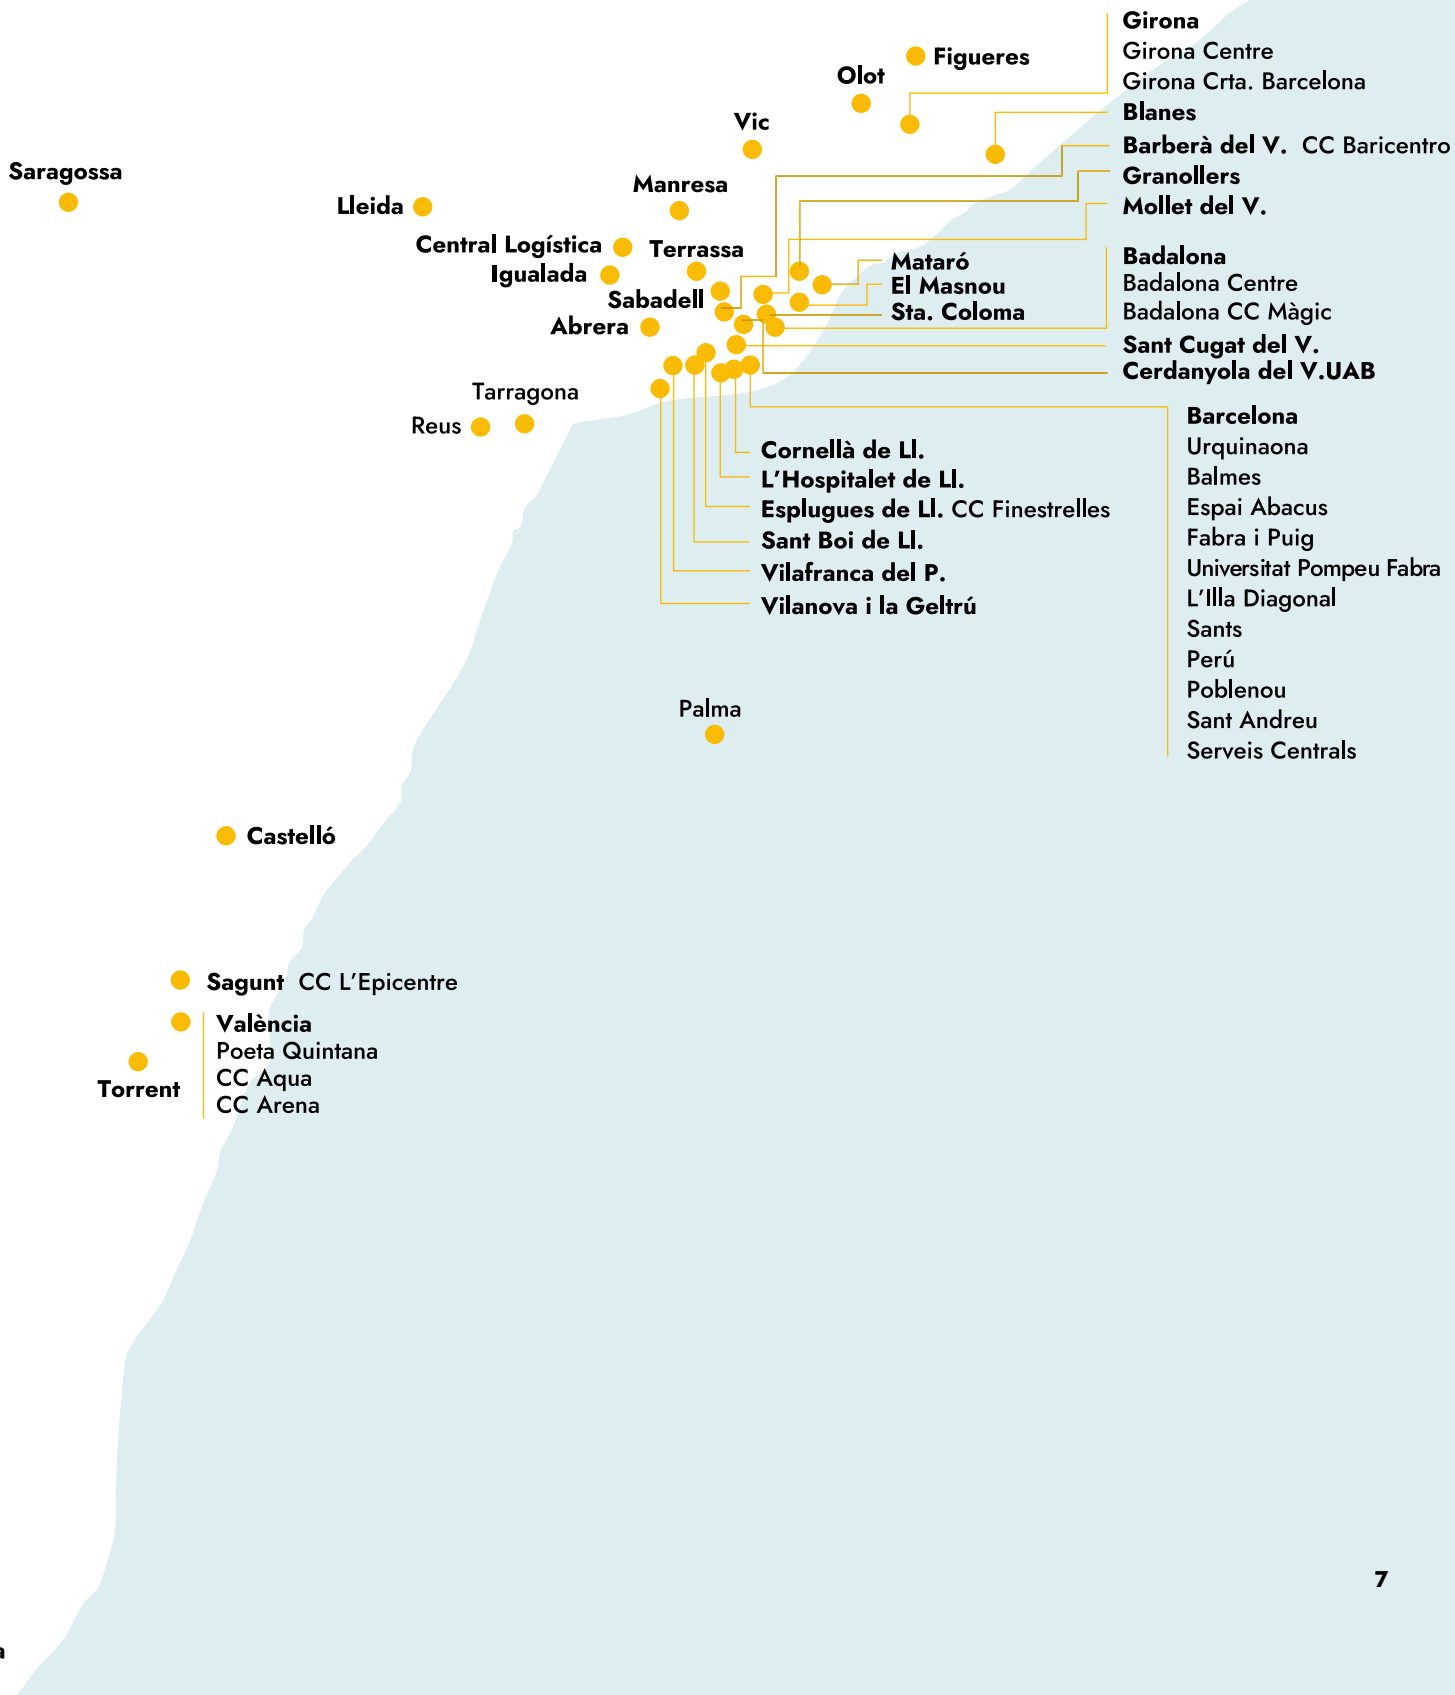 Girona
Girona Centre
Girona Crta. Barcelona
Blanes
Barberà del V. CC Baricentro
Granollers
Mollet del V.
Figueres
Olot
Vic
Saragossa
Manresa
Lleida
Central Logística
Terrassa
Igualada
Sabadell
Abrera
Mataró
El Masnou
Sta. Coloma
Badalona
Badalona Centre
Badalona CC Màgic
Sant Cugat del V.
Cerdanyola del V.UAB
Tarragona
Reus
Barcelona
Urquinaona
Balmes
Espai Abacus
Fabra i Puig
Universitat Pompeu Fabra
L'Illa Diagonal
Sants
Perú
Poblenou
Sant Andreu
Serveis Centrals
Cornellà de Ll.
L'Hospitalet de Ll.
Esplugues de Ll. CC Finestrelles
Sant Boi de Ll.
Vilafranca del P.
Vilanova i la Geltrú
Palma
Castelló
Sagunt CC L'Epicentre
València
Poeta Quintana
CC Aqua
CC Arena
Torrent
7